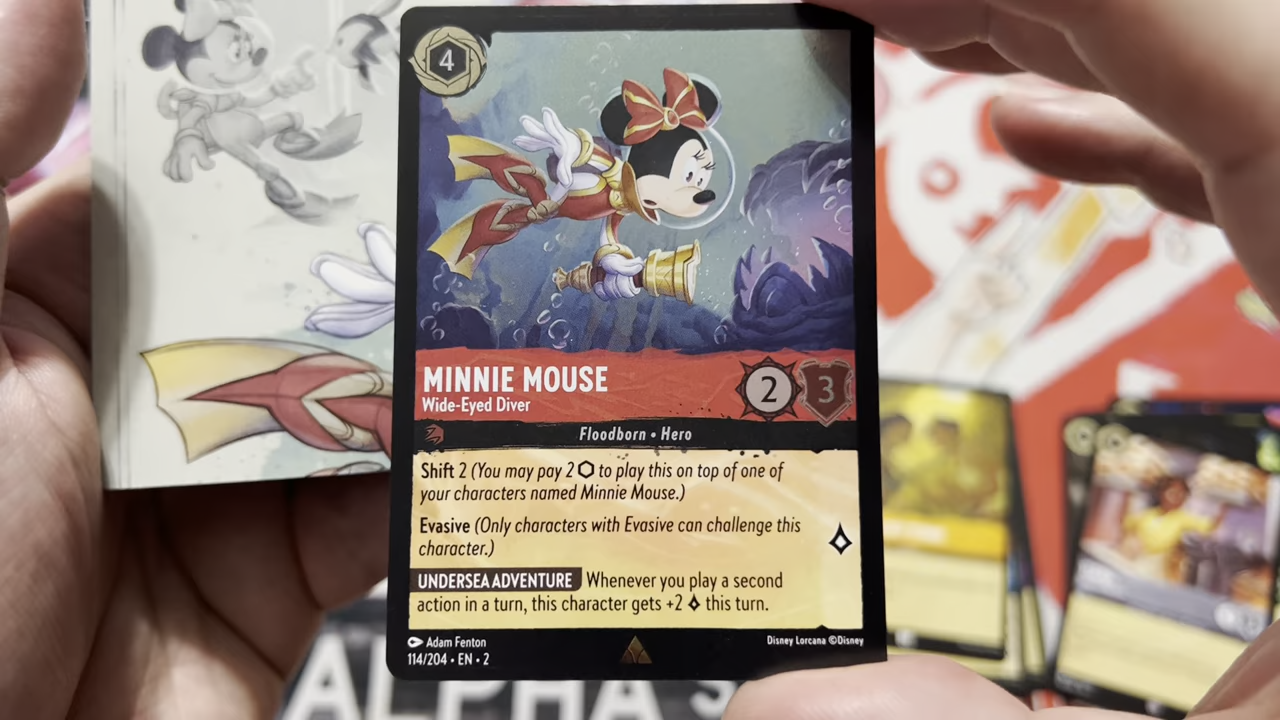 4
MINNIE MOUSE
Wide-Eyed Diver
2
3
Floodborn • Hero
Shift 2 (You may pay 2 ⬡ to play this on top of one of
your characters named Minnie Mouse.)
Evasive (Only characters with Evasive can challenge this
character.)
UNDERSEA ADVENTURE Whenever you play a second
action in a turn, this character gets +2 ◊ this turn.
Adam Fenton
114/204 • EN • 2
Disney Lorcana ©Disney
ALPHA